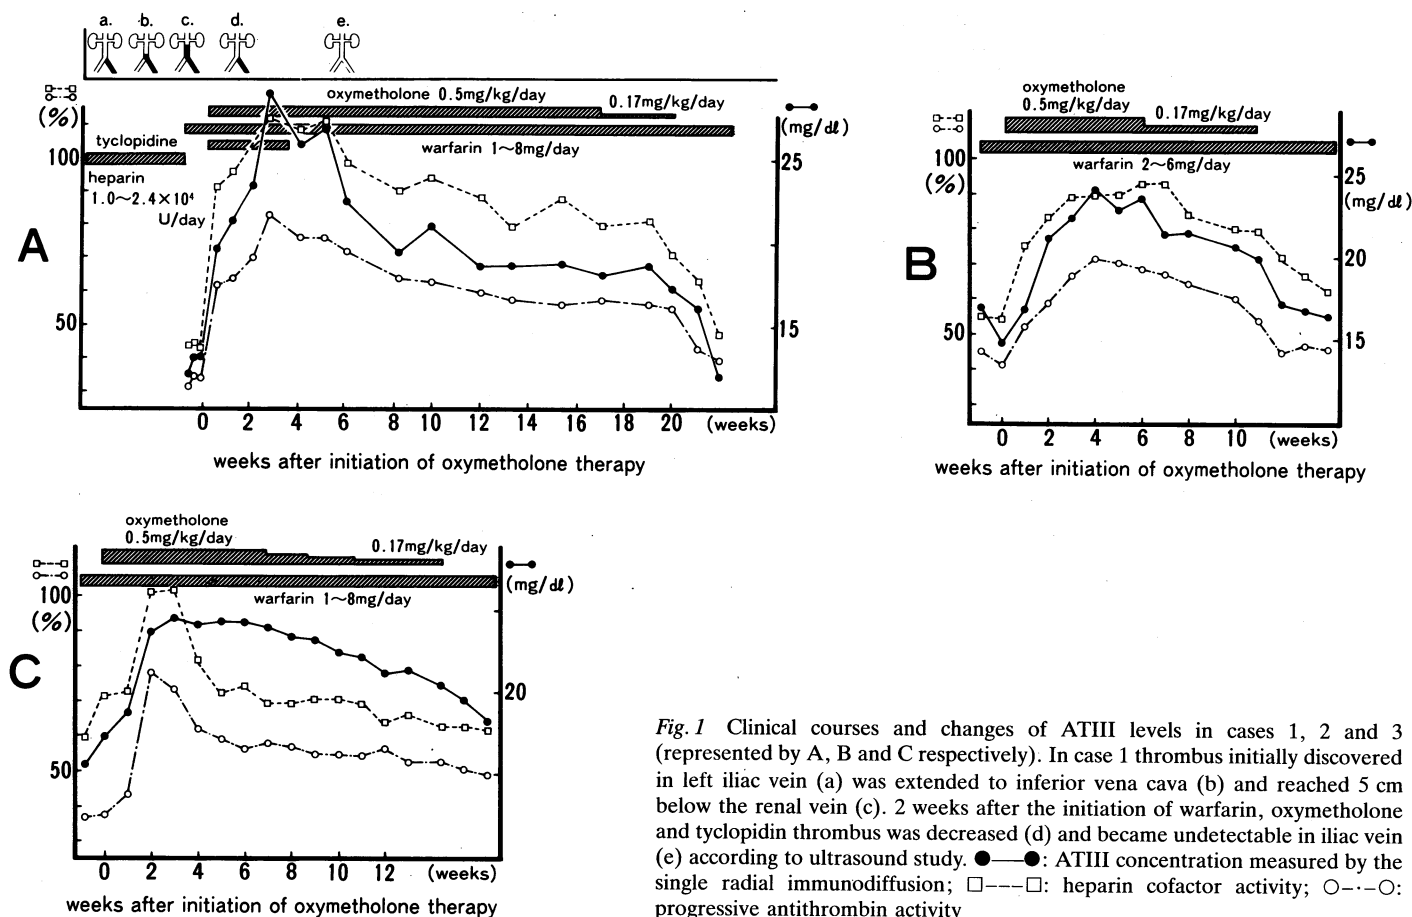 a. b. c. d. e.
(%)
oxymetholone 0.5mg/kg/day
0.17mg/kg/day
(mg/dℓ)
tyclopidine
warfarin 1~8mg/day
100
25
heparin
1.0~2.4×10⁴
U/day
A
50
15
0 2 4 6 8 10 12 14 16 18 20 (weeks)
weeks after initiation of oxymetholone therapy
oxymetholone
0.5mg/kg/day
0.17mg/kg/day
100
(%)
warfarin 2~6mg/day
25
(mg/dℓ)
B
20
50
15
0 2 4 6 8 10 (weeks)
weeks after initiation of oxymetholone therapy
oxymetholone
0.5mg/kg/day
0.17mg/kg/day
100
(%)
(mg/dℓ)
warfarin 1~8mg/day
C
20
50
0 2 4 6 8 10 12 (weeks)
weeks after initiation of oxymetholone therapy
Fig. 1 Clinical courses and changes of ATIII levels in cases 1, 2 and 3
(represented by A, B and C respectively). In case 1 thrombus initially discovered
in left iliac vein (a) was extended to inferior vena cava (b) and reached 5 cm
below the renal vein (c). 2 weeks after the initiation of warfarin, oxymetholone
and tyclopidin thrombus was decreased (d) and became undetectable in iliac vein
(e) according to ultrasound study. ●—●: ATIII concentration measured by the
single radial immunodiffusion; □---□: heparin cofactor activity; ○-·-○:
progressive antithrombin activity